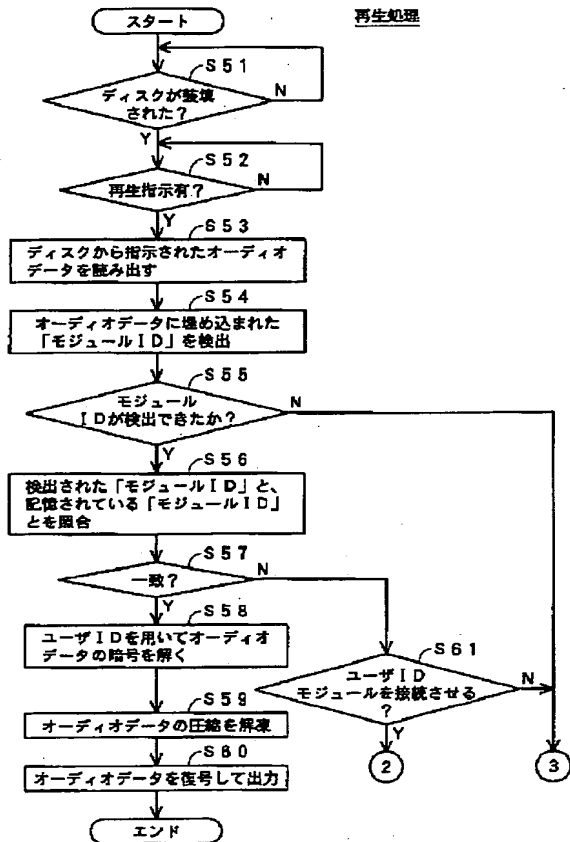 再生処理
スタート
S51
ディスクが装填
された？
N
Y
S52
再生指示有？
N
Y
S53
ディスクから指示されたオーディオ
データを読み出す
S54
オーディオデータに埋め込まれた
「モジュールID」を検出
S55
モジュール
IDが検出できたか？
N
Y
S56
検出された「モジュールID」と、
記憶されている「モジュールID」
とを照合
S57
一致？
N
Y
S58
ユーザIDを用いてオーディオ
データの暗号を解く
S61
ユーザID
モジュールを接続させる
？
N
Y
S59
オーディオデータの圧縮を解凍
S60
オーディオデータを復号して出力
2
3
エンド